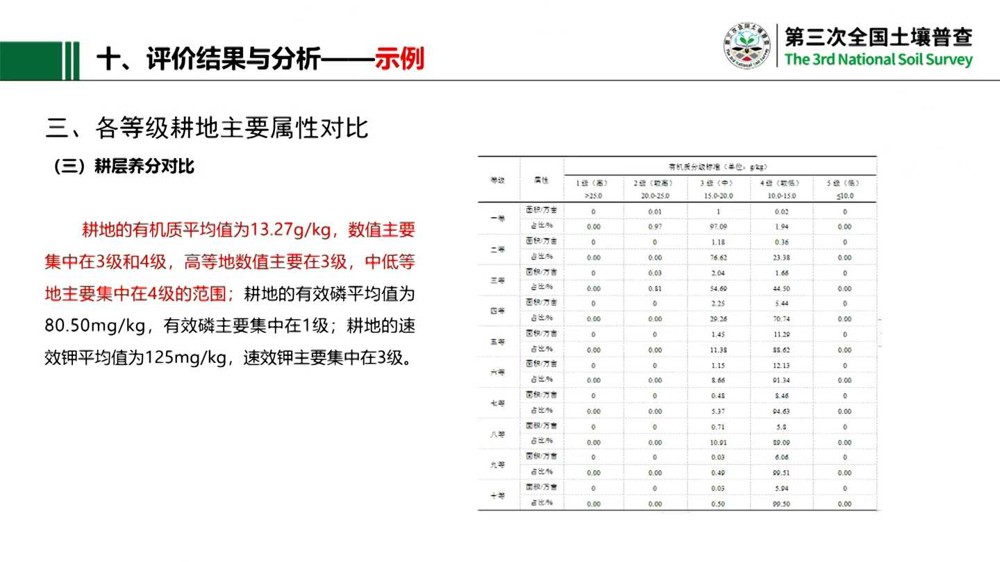 十、评价结果与分析——示例
第三次全国土壤普查
The 3rd National Soil Survey
三、各等级耕地主要属性对比
（三）耕层养分对比
耕地的有机质平均值为13.27g/kg，数值主要
集中在3级和4级，高等地数值主要在3级，中低等
地主要集中在4级的范围；耕地的有效磷平均值为
80.50mg/kg，有效磷主要集中在1级；耕地的速
效钾平均值为125mg/kg，速效钾主要集中在3级。
等级 属性 有机质分级标准（单位：g/kg）
1级（高） 2级（较高） 3级（中） 4级（较低） 5级（低）
>25.0 20.0-25.0 15.0-20.0 10.0-15.0 ≤10.0
一等 面积/万亩 0 0.01 1 0.02 0
占比/% 0.00 0.97 97.09 1.94 0.00
二等 面积/万亩 0 0 1.18 0.36 0
占比/% 0.00 0.00 76.62 23.38 0.00
三等 面积/万亩 0 0.03 2.04 1.66 0
占比/% 0.00 0.81 54.69 44.50 0.00
四等 面积/万亩 0 0 2.25 5.44 0
占比/% 0.00 0.00 29.26 70.74 0.00
五等 面积/万亩 0 0 1.45 11.29 0
占比/% 0.00 0.00 11.38 88.62 0.00
六等 面积/万亩 0 0 1.15 12.13 0
占比/% 0.00 0.00 8.66 91.34 0.00
七等 面积/万亩 0 0 0.48 8.46 0
占比/% 0.00 0.00 5.37 94.63 0.00
八等 面积/万亩 0 0 0.71 5.8 0
占比/% 0.00 0.00 10.91 89.09 0.00
九等 面积/万亩 0 0 0.03 6.06 0
占比/% 0.00 0.00 0.49 99.51 0.00
十等 面积/万亩 0 0 0.03 5.94 0
占比/% 0.00 0.00 0.50 99.50 0.00